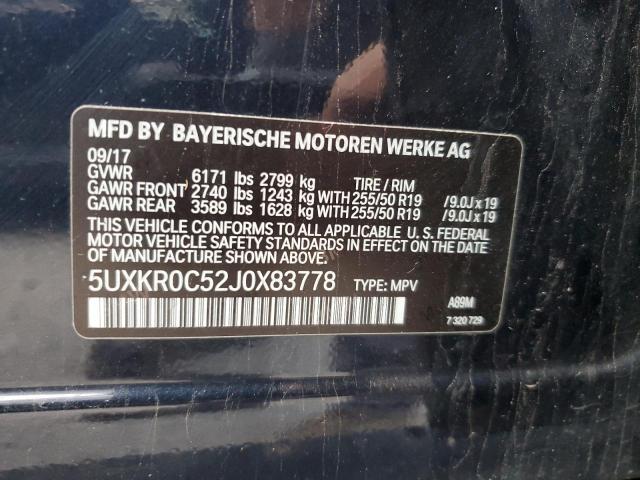 MFD BY BAYERISCHE MOTOREN WERKE AG
09/17
GVWR 6171 lbs 2799 kg TIRE / RIM
GAWR FRONT 2740 lbs 1243 kg WITH 255/50 R19 /9.0J x 19
GAWR REAR 3589 lbs 1628 kg WITH 255/50 R19 /9.0J x 19
THIS VEHICLE CONFORMS TO ALL APPLICABLE U. S. FEDERAL
MOTOR VEHICLE SAFETY STANDARDS IN EFFECT ON THE DATE
OF MANUFACTURE SHOWN ABOVE.
5UXKR0C52J0X83778 TYPE: MPV
A89M
7 320 729